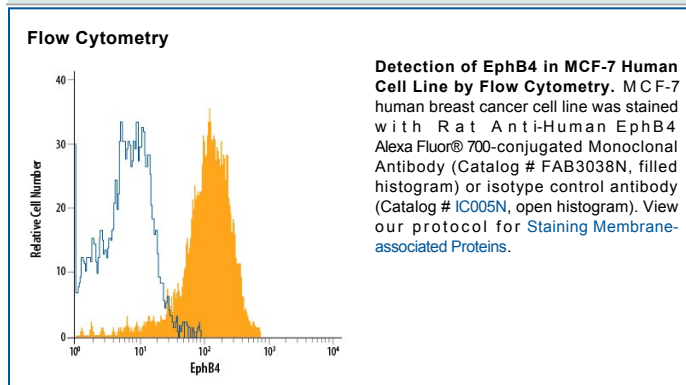 Flow Cytometry
40
30
20
10
0
Relative Cell Number
10⁰ 10¹ 10² 10³ 10⁴
EphB4
Detection of EphB4 in MCF-7 Human
Cell Line by Flow Cytometry. MCF-7
human breast cancer cell line was stained
with Rat Anti-Human EphB4
Alexa Fluor® 700-conjugated Monoclonal
Antibody (Catalog # FAB3038N, filled
histogram) or isotype control antibody
(Catalog # IC005N, open histogram). View
our protocol for Staining Membrane-
associated Proteins.